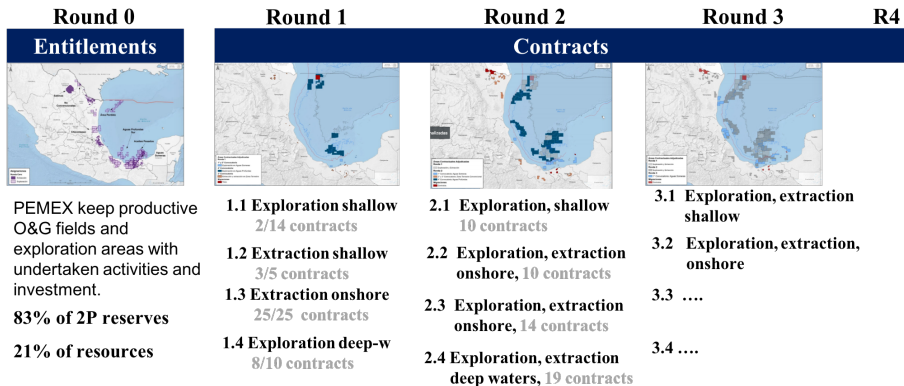 Round 0
Round 1
Round 2
Round 3
R4
Entitlements
Contracts
PEMEX keep productive
O&G fields and
exploration areas with
undertaken activities and
investment.
83% of 2P reserves
21% of resources
1.1 Exploration shallow
2/14 contracts
1.2 Extraction shallow
3/5 contracts
1.3 Extraction onshore
25/25 contracts
1.4 Exploration deep-w
8/10 contracts
2.1 Exploration, shallow
10 contracts
2.2 Exploration, extraction
onshore, 10 contracts
2.3 Exploration, extraction
onshore, 14 contracts
2.4 Exploration, extraction
deep waters, 19 contracts
3.1 Exploration, extraction
shallow
3.2 Exploration, extraction,
onshore
3.3 ....
3.4 ....